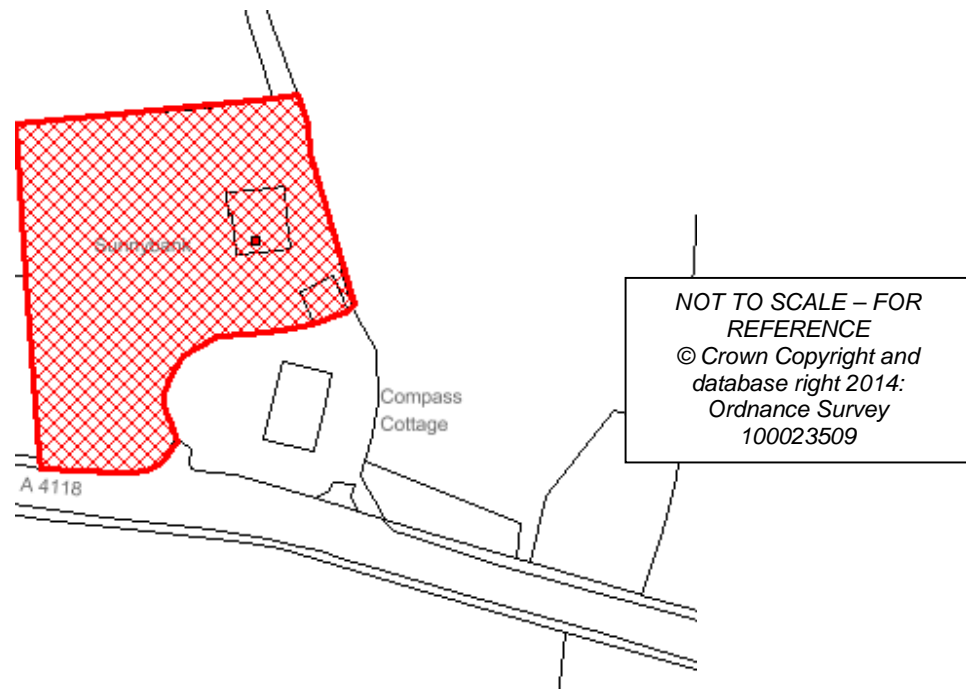 Sunnybank
NOT TO SCALE – FOR
REFERENCE
© Crown Copyright and
database right 2014:
Ordnance Survey
100023509
Compass
Cottage
A 4118